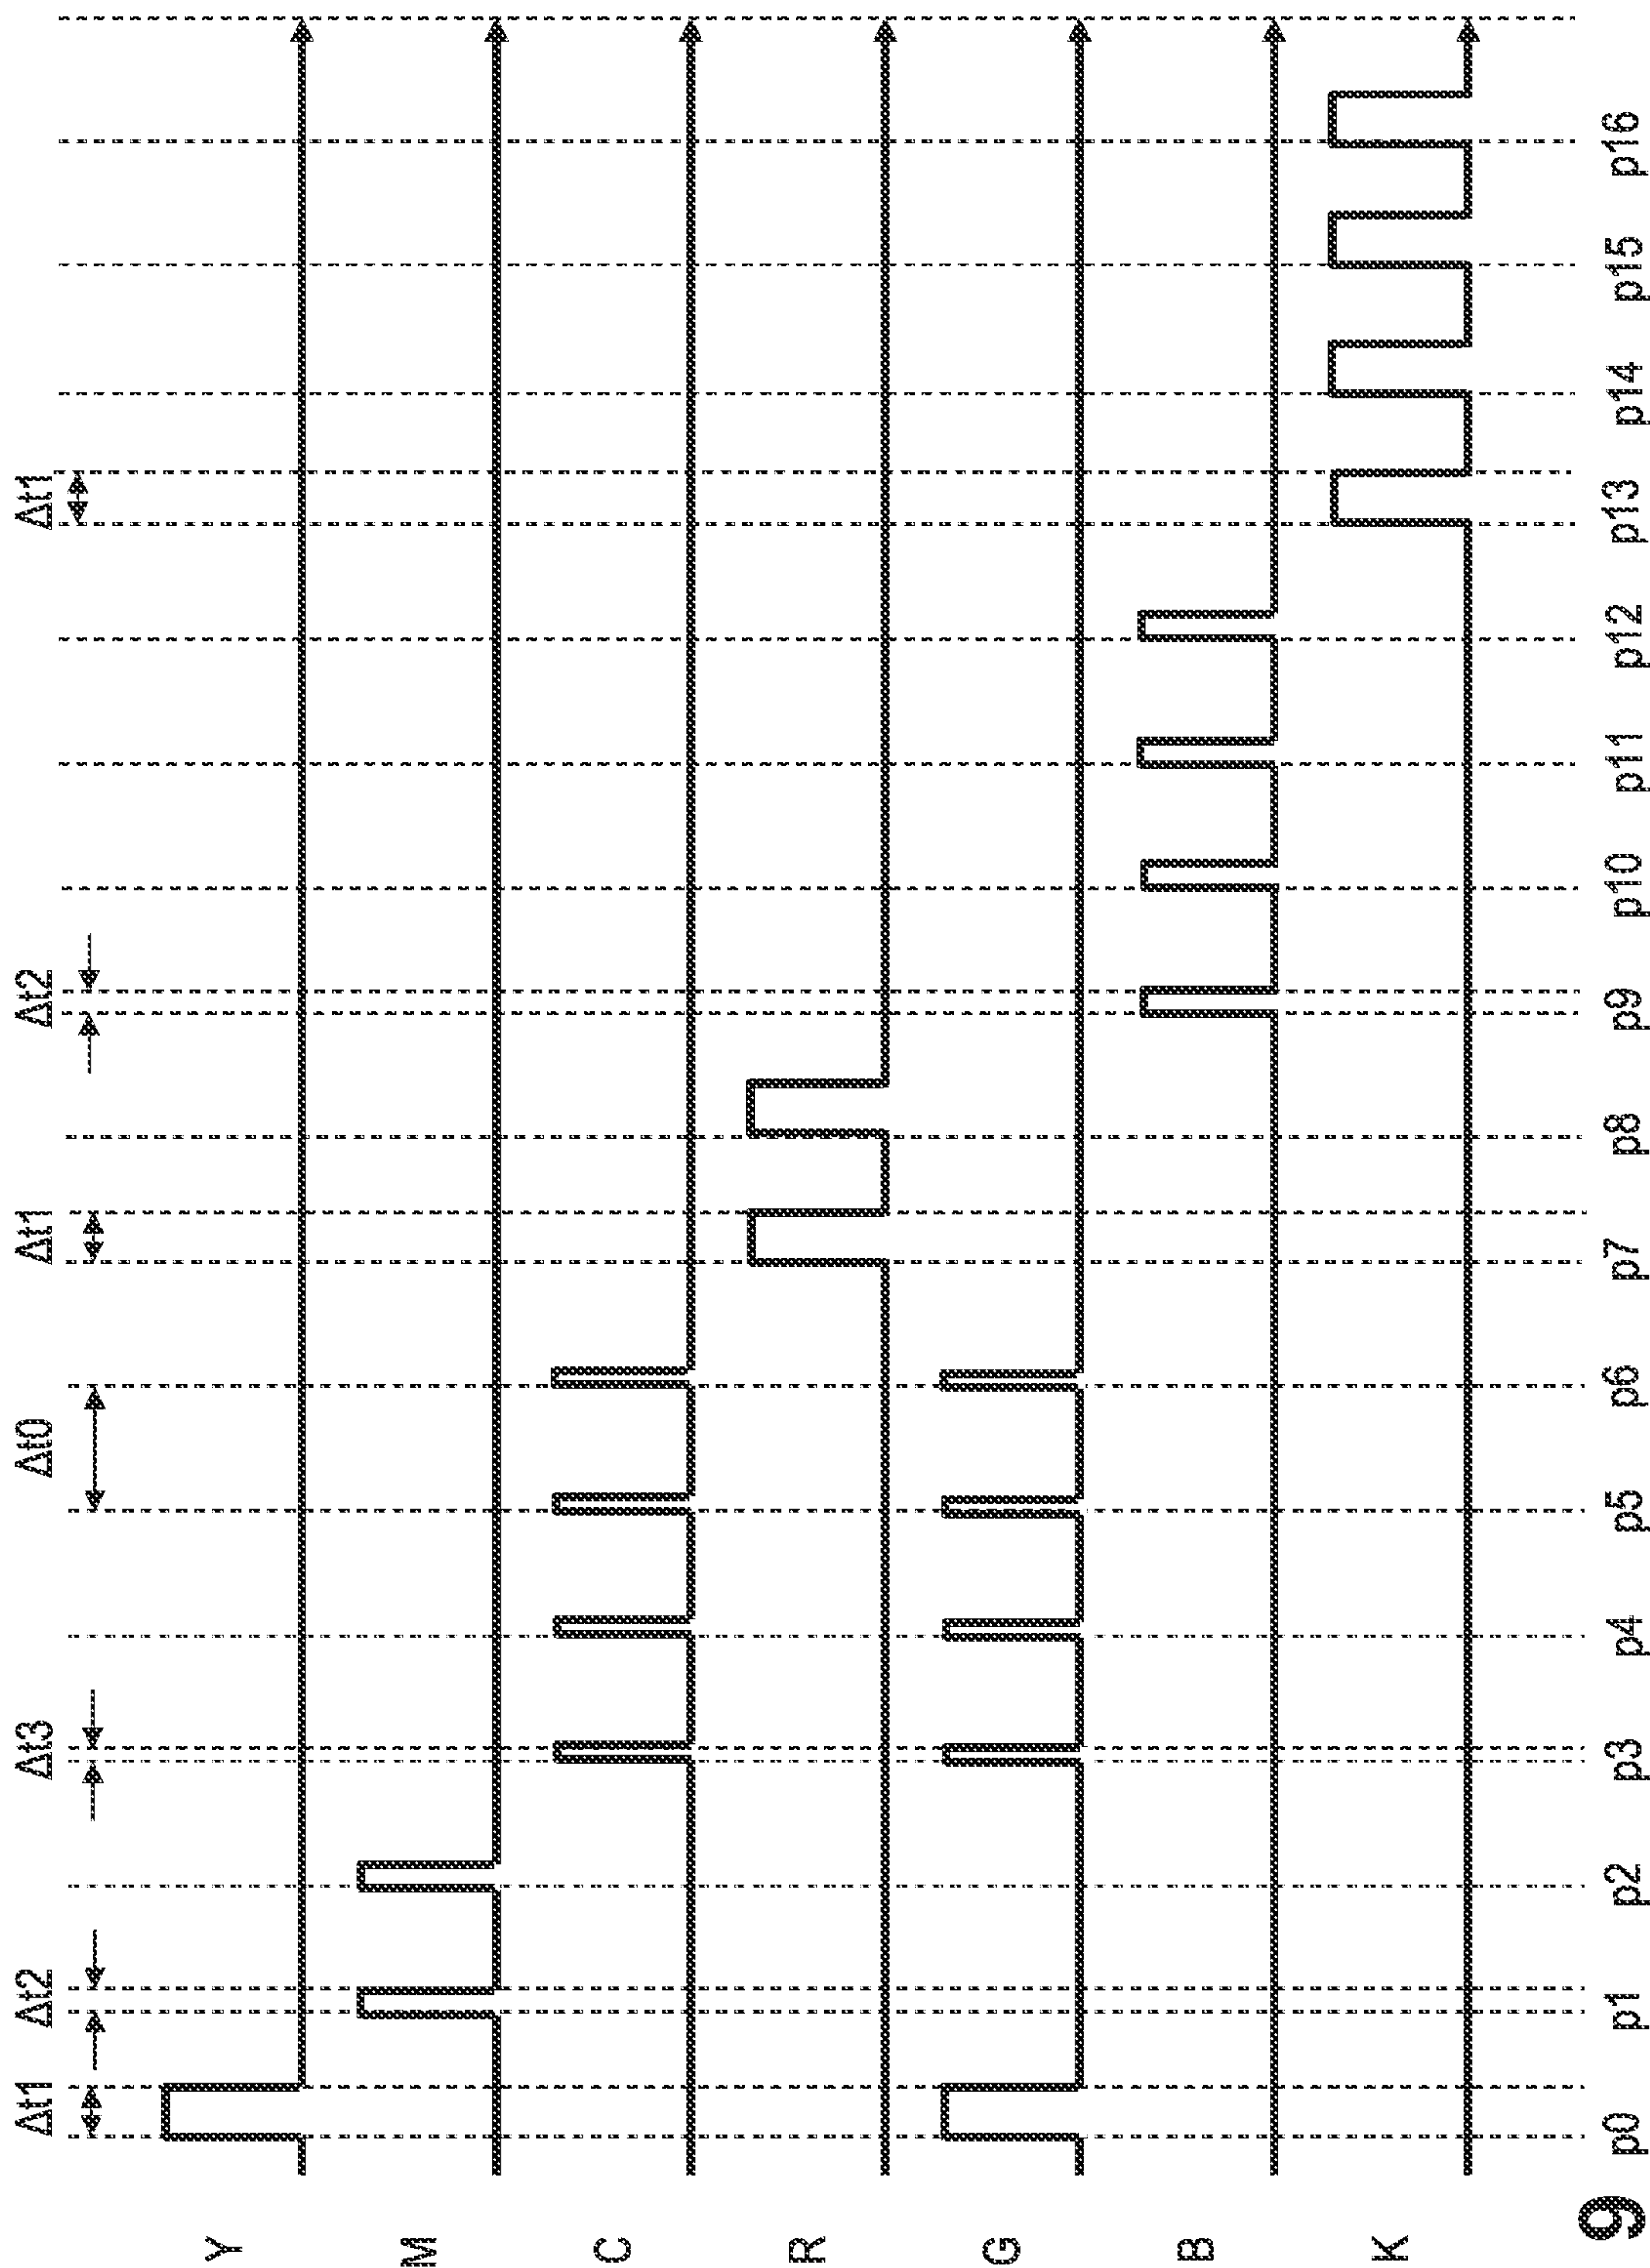 Δt1 Δt2 Δt3 Δt0 Δt1 Δt2 Δt1
Y
M
C
R
G
B
K
p0 p1 p2 p3 p4 p5 p6 p7 p8 p9 p10 p11 p12 p13 p14 p15 p16
9